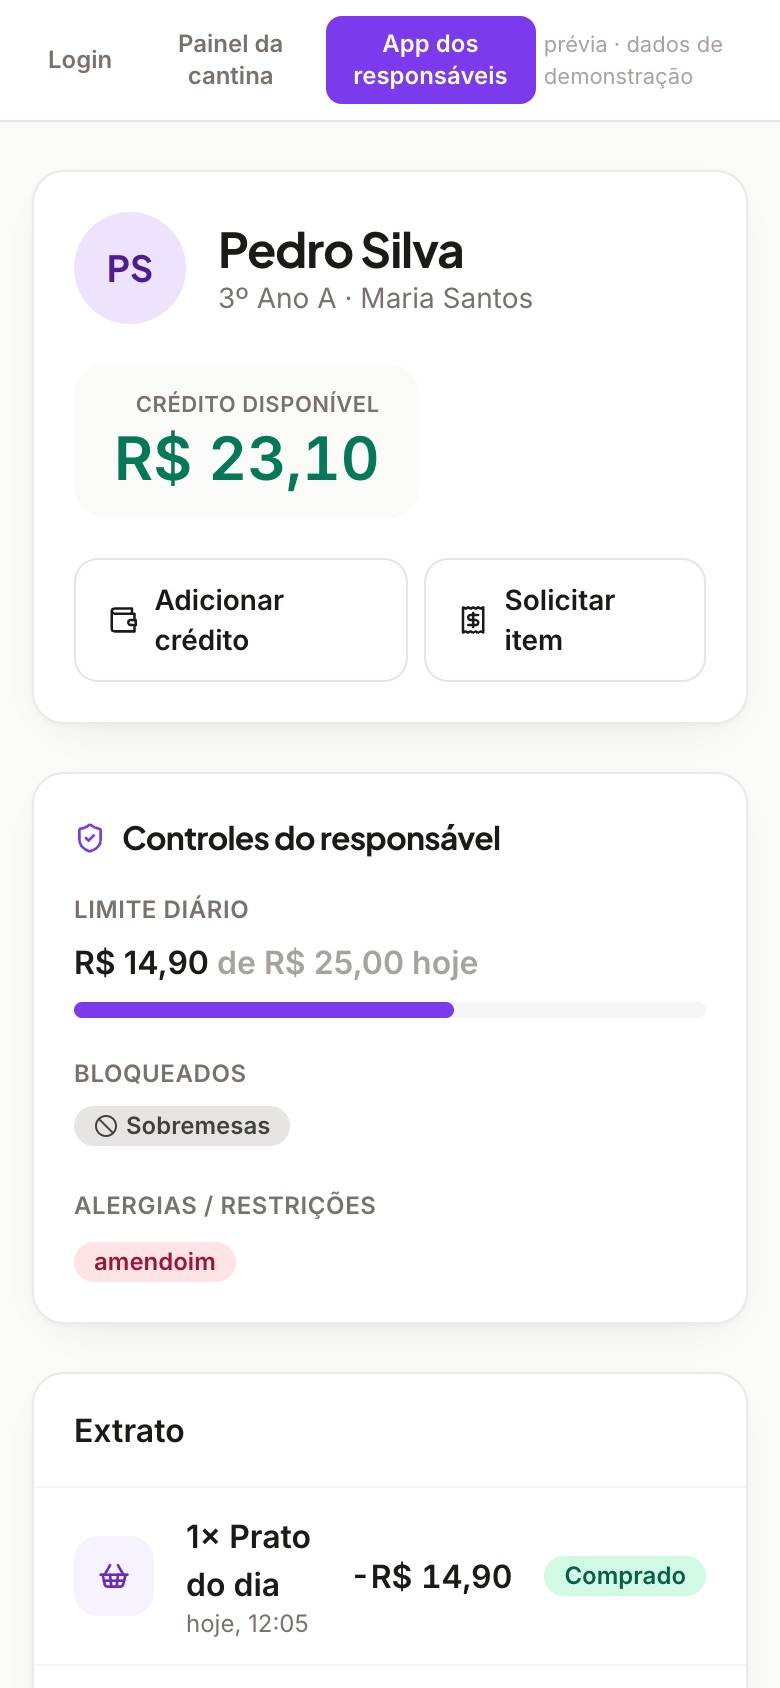 Login
Painel da
cantina
App dos
responsáveis
prévia · dados de
demonstração
PS
Pedro Silva
3º Ano A · Maria Santos
CRÉDITO DISPONÍVEL
R$ 23,10
Adicionar
crédito
Solicitar
item
Controles do responsável
LIMITE DIÁRIO
R$ 14,90 de R$ 25,00 hoje
BLOQUEADOS
Sobremesas
ALERGIAS / RESTRIÇÕES
amendoim
Extrato
1× Prato
do dia
hoje, 12:05
-R$ 14,90
Comprado